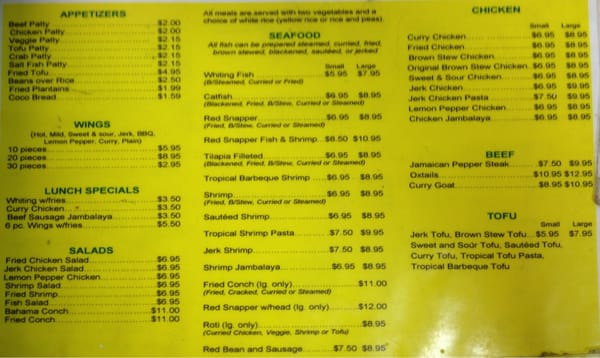 APPETIZERS
Beef Patty $2.00
Chicken Patty $2.00
Veggie Patty $2.15
Tofu Patty $2.15
Crab Patty $2.15
Salt Fish Patty $2.15
Fried Tofu $4.95
Beans over Rice $2.50
Fried Plantains $1.99
Coco Bread $1.59
WINGS
(Hot, Mild, Sweet & sour, Jerk, BBQ,
Lemon Pepper, Curry, Plain)
10 pieces $5.95
20 pieces $8.95
30 pieces $2.95
LUNCH SPECIALS
Whiting w/fries $3.50
Curry Chicken $3.50
Beef Sausage Jambalaya $3.50
6 pc. Wings w/fries $5.50
SALADS
Fried Chicken Salad $6.95
Jerk Chicken Salad $6.95
Lemon Pepper Chicken $6.95
Shrimp Salad $6.95
Fried Shrimp $6.95
Fish Salad $6.95
Bahama Conch $11.00
Fried Conch $11.00
All meals are served with two vegetables and a
choice of white rice (yellow rice or rice and peas)
SEAFOOD
All fish can be prepared steamed, curried, fried,
brown stewed, blackened, sautéed, or jerked
Small Large
Whiting Fish $5.95 $7.95
(B/Steamed, Curried or Fried)
Catfish $6.95 $8.95
(Blackened, Fried, B/Stew, Curried or Steamed)
Red Snapper $6.95 $8.95
(Fried, B/Stew, Curried or Steamed)
Red Snapper Fish & Shrimp $8.50 $10.95
Tilapia Filleted $6.95 $8.95
(Blackened, Fried, B/Stew, Curried or Steamed)
Tropical Barbeque Shrimp $6.95 $8.95
Shrimp $6.95 $8.95
(Fried, B/Stew, Curried or Steamed)
Sautéed Shrimp $6.95 $8.95
Tropical Shrimp Pasta $7.50 $9.95
Jerk Shrimp $7.50 $8.95
Shrimp Jambalaya $6.95 $8.95
Fried Conch (lg. only) $11.00
(Fried, Cracked, Curried or Steamed)
Red Snapper w/head (lg. only) $12.00
Roti (lg. only) $8.95
(Curried Chicken, Veggie, Shrimp or Tofu)
Red Bean and Sausage $7.50 $8.95
CHICKEN
Small Large
Curry Chicken $6.95 $8.95
Fried Chicken $6.95 $8.95
Brown Stew Chicken $6.95 $8.95
Original Brown Stew Chicken $6.95 $8.95
Sweet & Sour Chicken $6.95 $8.95
Jerk Chicken $6.95 $8.95
Jerk Chicken Pasta $7.50 $9.95
Lemon Pepper Chicken $6.95 $8.95
Chicken Jambalaya $6.95 $8.95
BEEF
Jamaican Pepper Steak $7.50 $9.95
Oxtails $10.95 $12.95
Curry Goat $8.95 $10.95
TOFU
Small Large
Jerk Tofu, Brown Stew Tofu $5.95 $7.95
Sweet and Sour Tofu, Sautéed Tofu,
Curry Tofu, Tropical Tofu Pasta,
Tropical Barbeque Tofu